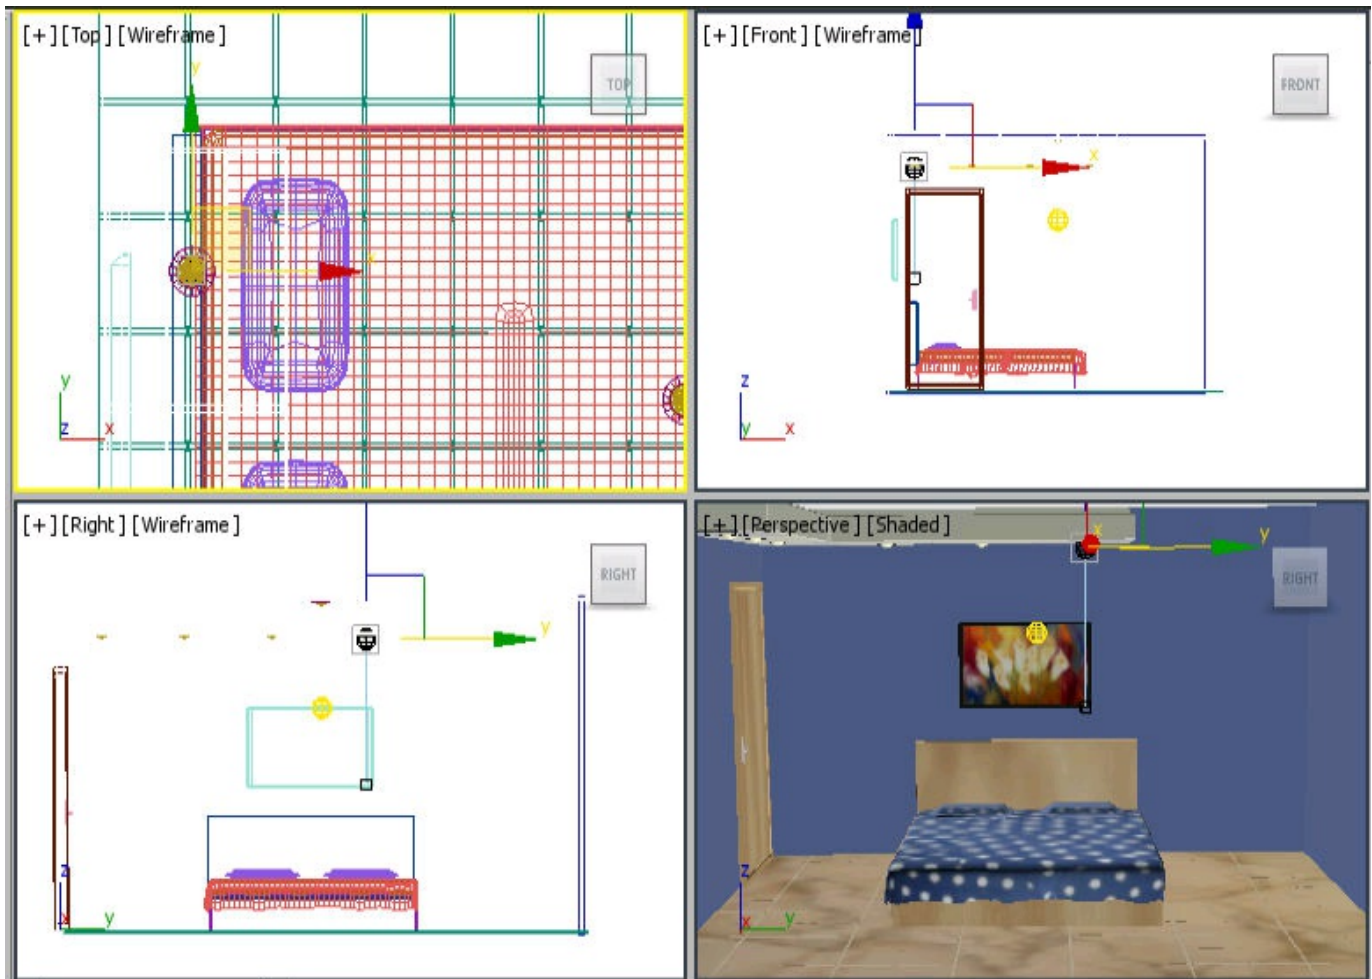 [+][Top][Wireframe]
TOP
y
x
y
z
x
[+][Front][Wireframe]
FRONT
x
z
y
x
[+][Right][Wireframe]
RIGHT
y
z
x
y
[+][Perspective][Shaded]
RIGHT
x
y
z
x
y